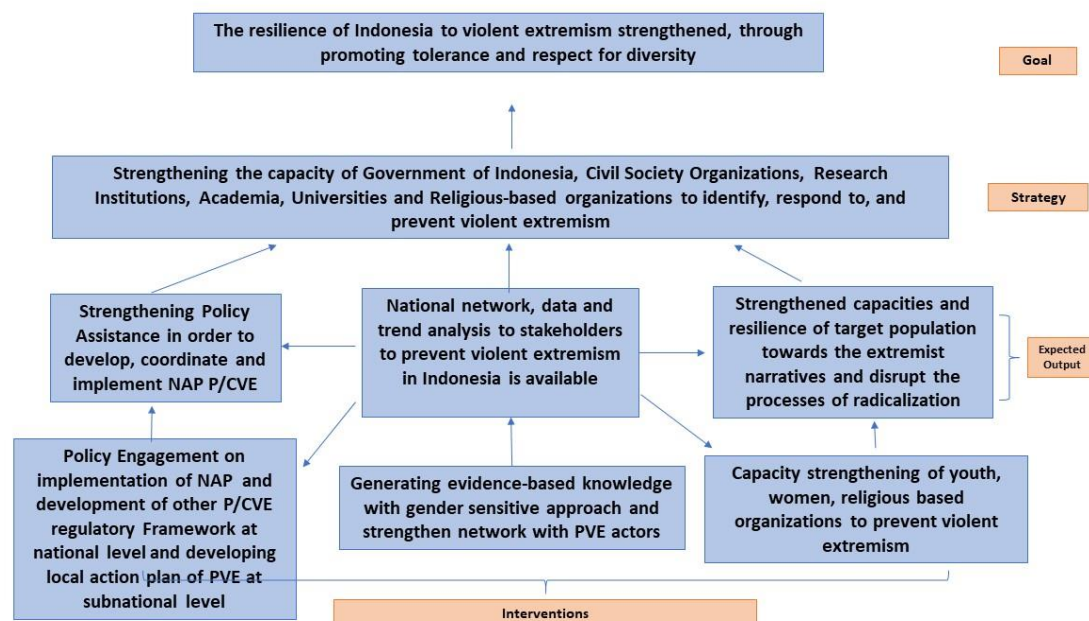 The resilience of Indonesia to violent extremism strengthened, through
promoting tolerance and respect for diversity
Goal
Strengthening the capacity of Government of Indonesia, Civil Society Organizations, Research
Institutions, Academia, Universities and Religious-based organizations to identify, respond to, and
prevent violent extremism
Strategy
Strengthening Policy
Assistance in order to
develop, coordinate and
implement NAP P/CVE
National network, data and
trend analysis to stakeholders
to prevent violent extremism
in Indonesia is available
Strengthened capacities and
resilience of target population
towards the extremist
narratives and disrupt the
processes of radicalization
Expected
Output
Policy Engagement on
implementation of NAP and
development of other P/CVE
regulatory Framework at
national level and developing
local action plan of PVE at
subnational level
Generating evidence-based knowledge
with gender sensitive approach and
strengthen network with PVE actors
Capacity strengthening of youth,
women, religious based
organizations to prevent violent
extremism
Interventions